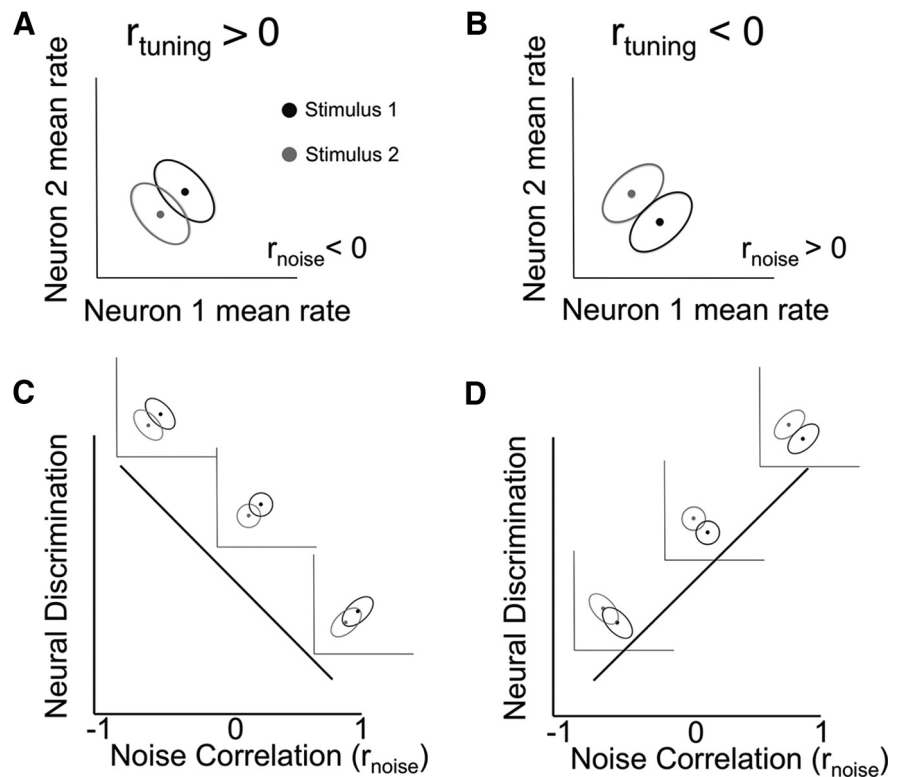 A
r_tuning > 0
Neuron 2 mean rate
Stimulus 1
Stimulus 2
r_noise < 0
Neuron 1 mean rate
B
r_tuning < 0
Neuron 2 mean rate
r_noise > 0
Neuron 1 mean rate
C
Neural Discrimination
-1 0 1
Noise Correlation (r_noise)
D
Neural Discrimination
-1 0 1
Noise Correlation (r_noise)